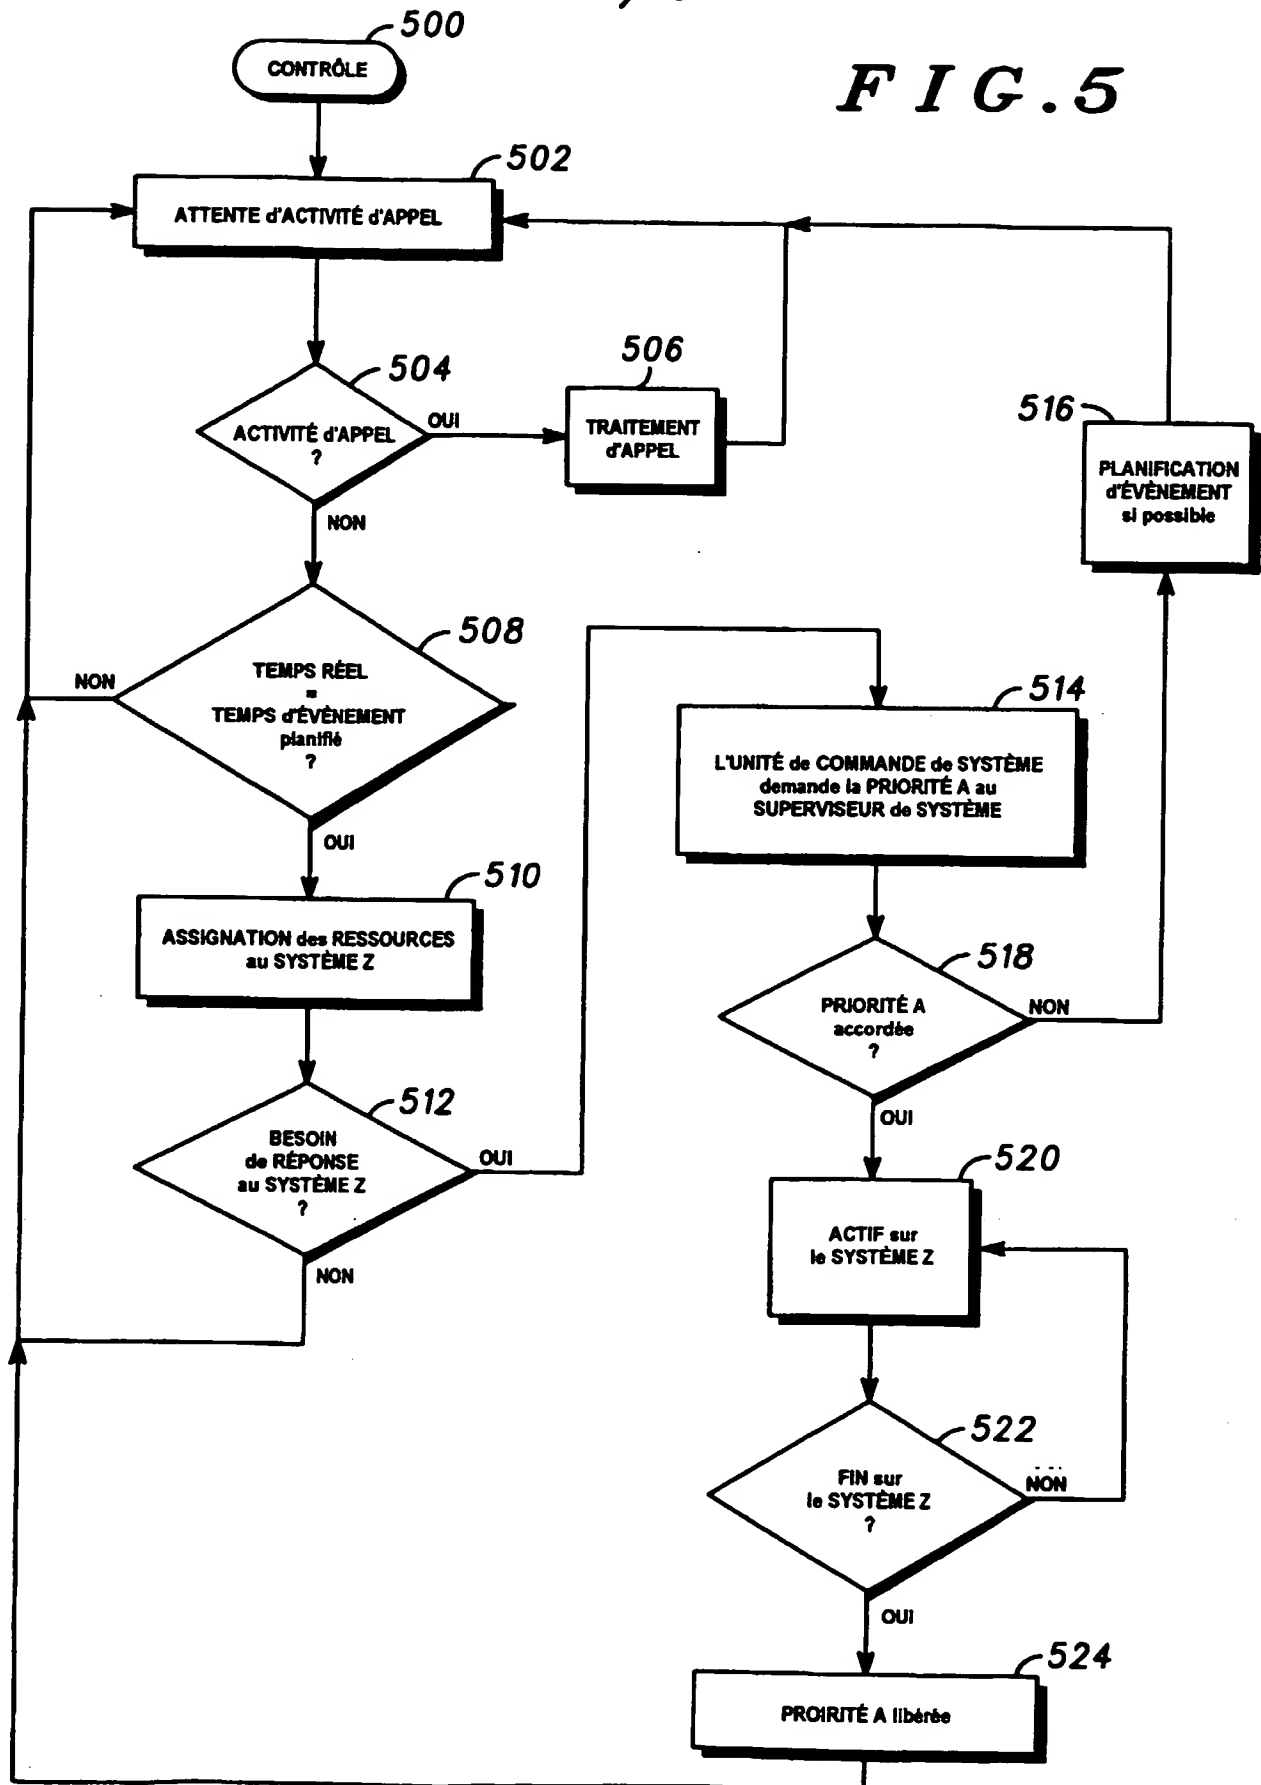 500
CONTRÔLE
FIG.5
502
ATTENTE d'ACTIVITÉ d'APPEL
504
ACTIVITÉ d'APPEL
?
OUI
NON
506
TRAITEMENT
d'APPEL
516
PLANIFICATION
d'ÉVÈNEMENT
si possible
508
TEMPS RÉEL
=
TEMPS d'ÉVÈNEMENT
planifié
?
NON
OUI
510
ASSIGNATION des RESSOURCES
au SYSTÈME Z
512
BESOIN
de RÉPONSE
au SYSTÈME Z
?
OUI
NON
514
L'UNITÉ de COMMANDE de SYSTÈME
demande la PRIORITÉ A au
SUPERVISEUR de SYSTÈME
518
PRIORITÉ A
accordée
?
NON
OUI
520
ACTIF sur
le SYSTÈME Z
522
FIN sur
le SYSTÈME Z
?
NON
OUI
524
PROIRITÉ A libérée